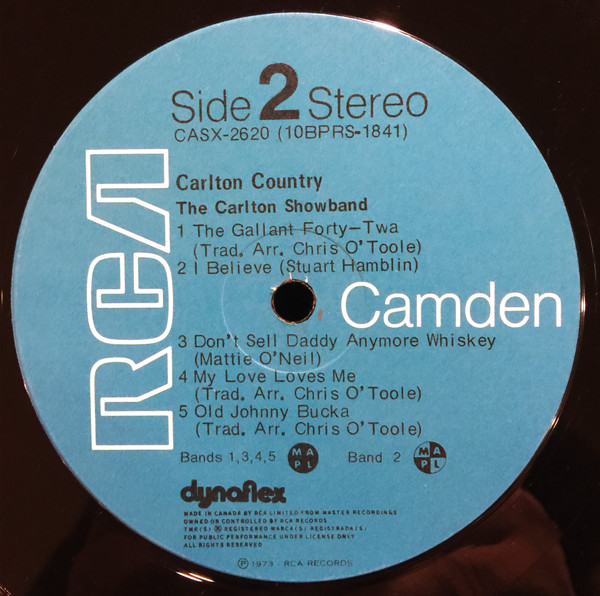 Side 2 Stereo
CASX-2620 (10BPRS-1841)
RCA
Carlton Country
The Carlton Showband
1 The Gallant Forty-Twa
(Trad. Arr. Chris O'Toole)
2 I Believe (Stuart Hamblin)
Camden
3 Don't Sell Daddy Anymore Whiskey
(Mattie O'Neil)
4 My Love Loves Me
(Trad. Arr. Chris O'Toole)
5 Old Johnny Bucka
(Trad. Arr. Chris O'Toole)
Bands 1,3,4,5 MAPL Band 2 MAPL
dynaflex
MADE IN CANADA BY RCA LIMITED FROM MASTER RECORDINGS
OWNED OR CONTROLLED BY RCA RECORDS
TMK(S) ® REGISTERED MARCA(S) REGISTRADA(S)
FOR PUBLIC PERFORMANCE UNDER LICENSE ONLY
ALL RIGHTS RESERVED
℗ 1973 - RCA RECORDS